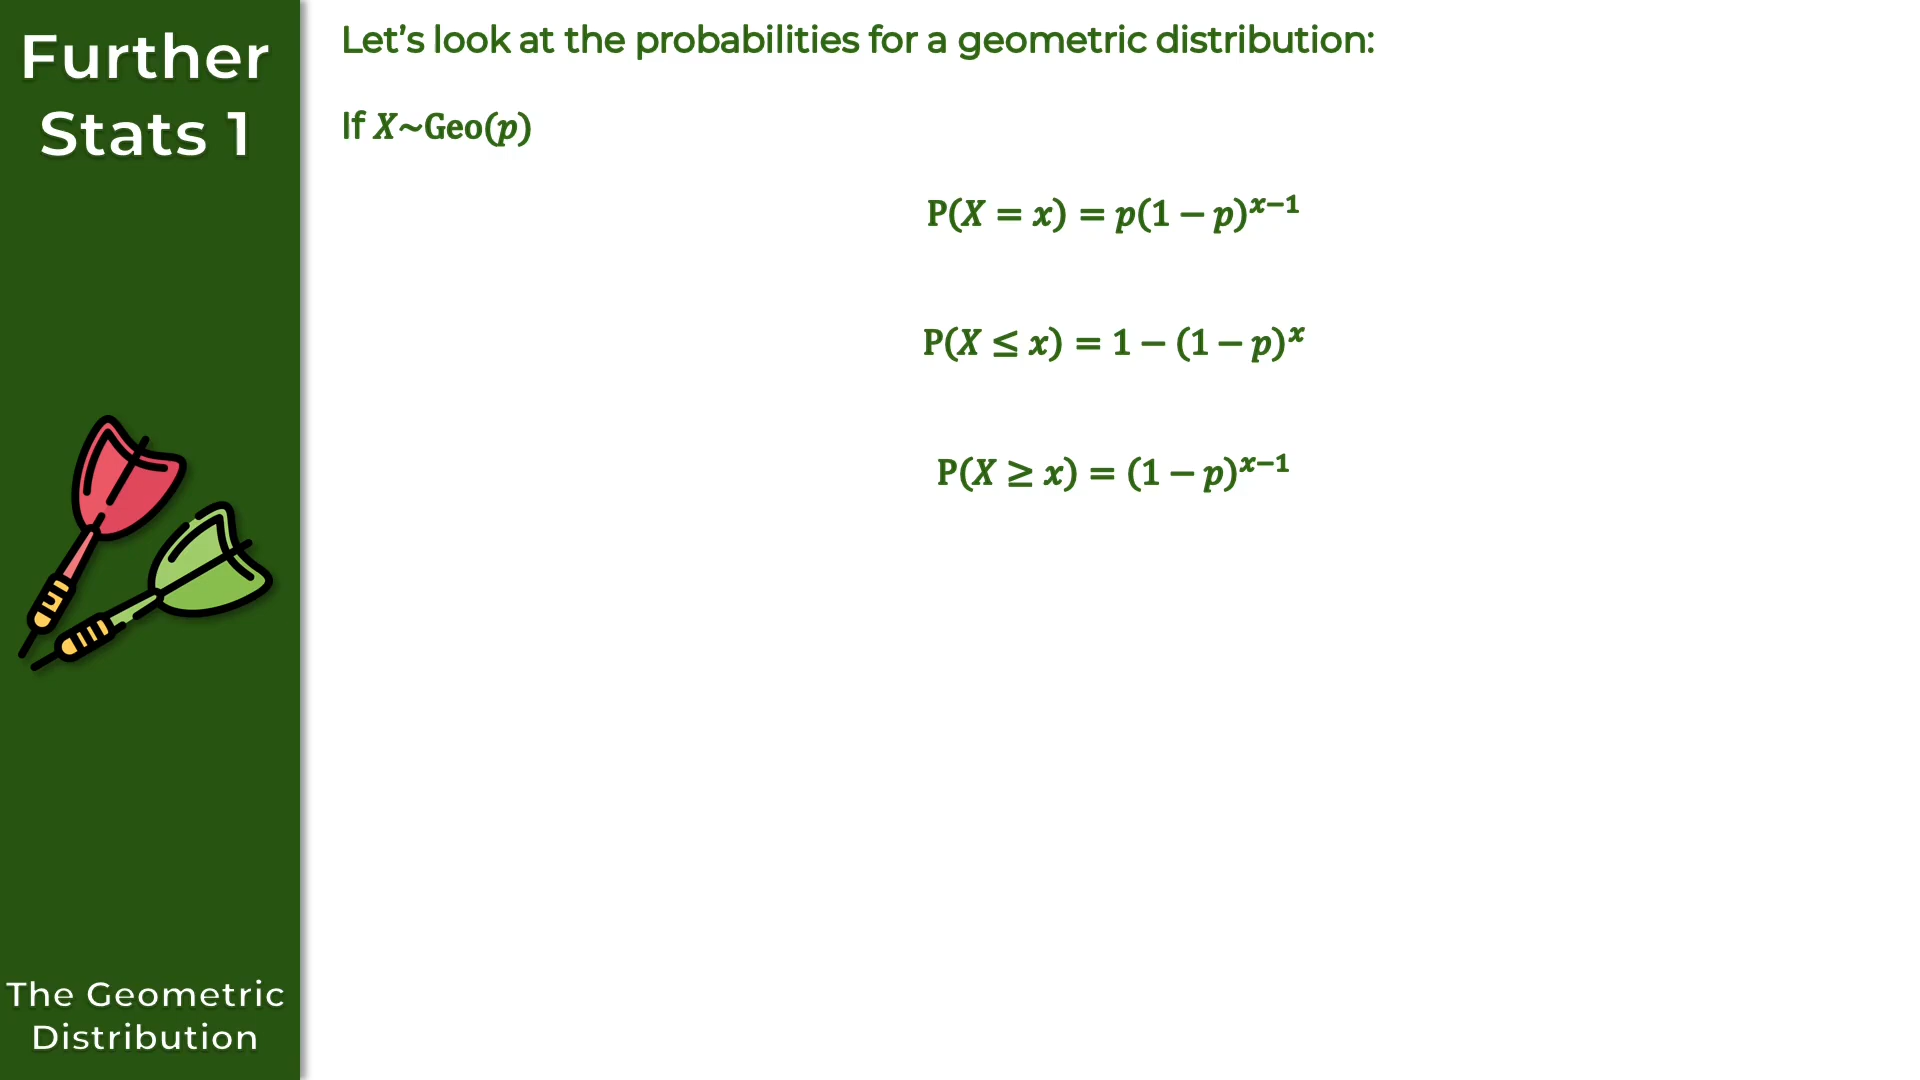 Further
Stats 1
Let’s look at the probabilities for a geometric distribution:
If X~Geo(p)
P(X = x) = p(1 − p)^{x−1}
P(X ≤ x) = 1 − (1 − p)^x
P(X ≥ x) = (1 − p)^{x−1}
The Geometric
Distribution